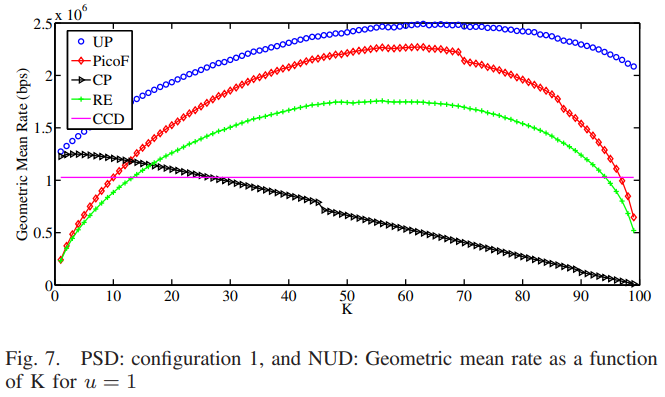 x 10^6
2.5
2
1.5
1
0.5
0
Geometric Mean Rate (bps)
UP
PicoF
CP
RE
CCD
0 10 20 30 40 50 60 70 80 90 100
K
Fig. 7. PSD: configuration 1, and NUD: Geometric mean rate as a function
of K for u = 1